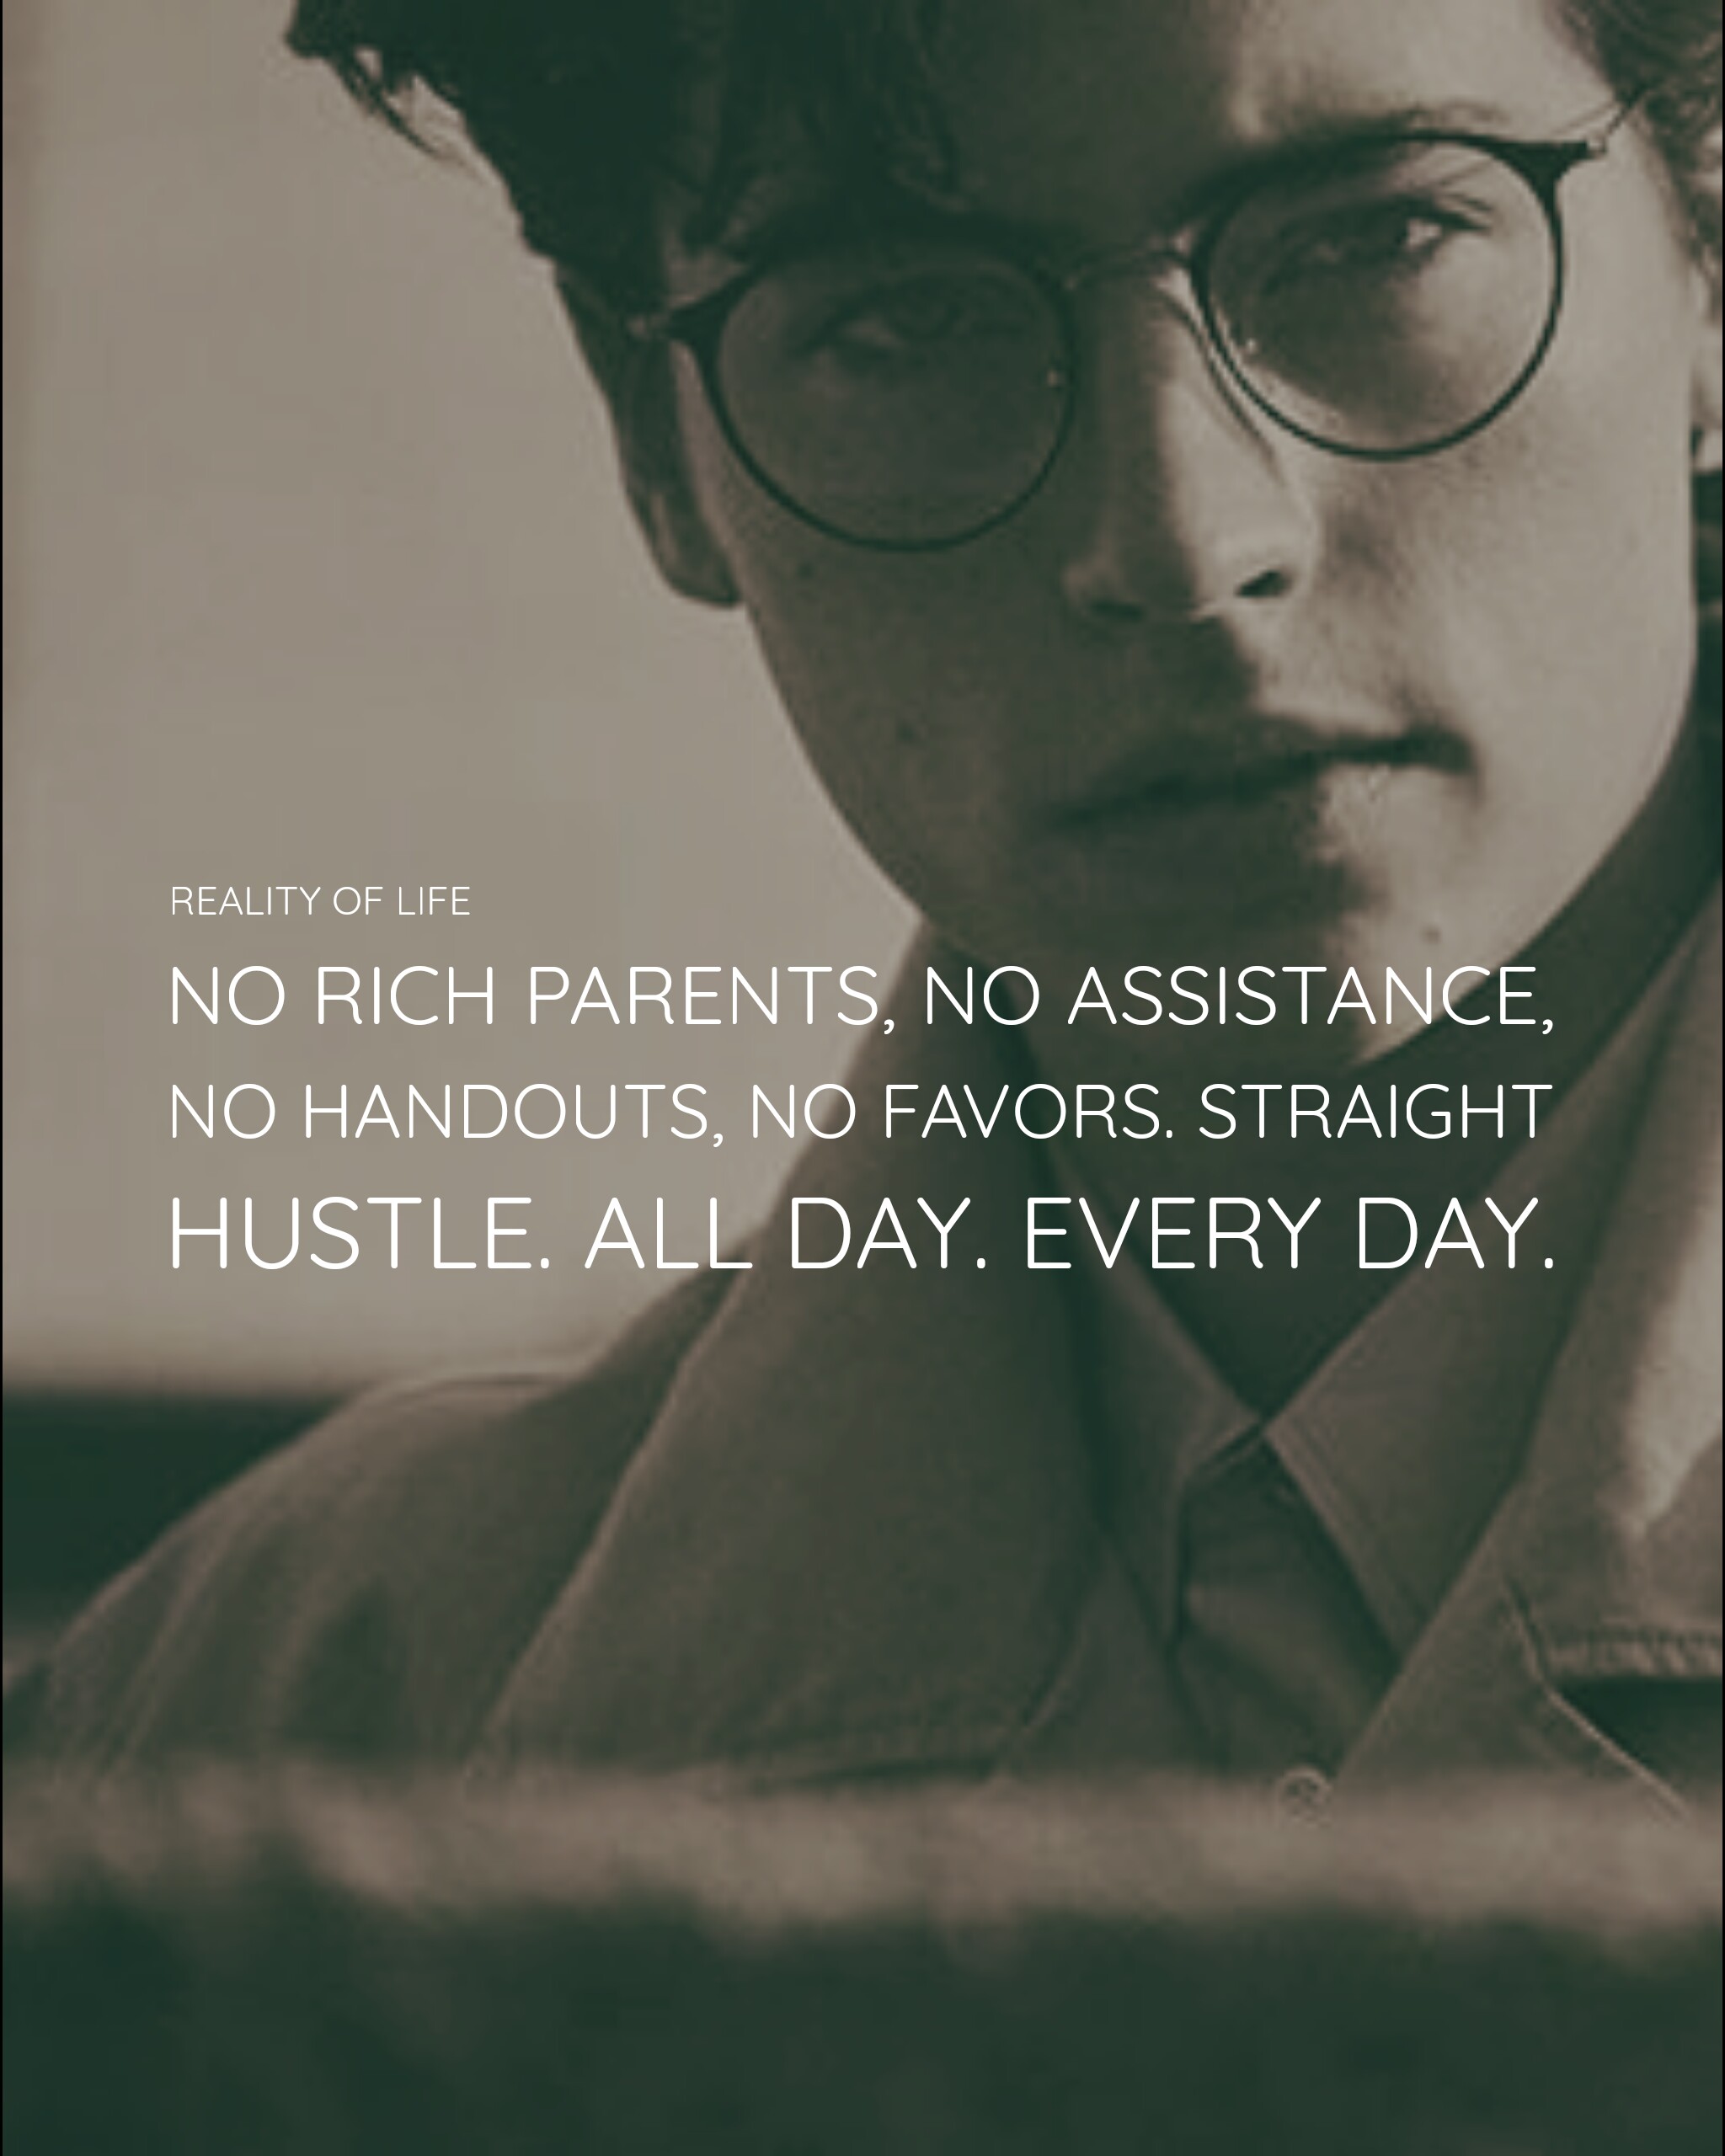 REALITY OF LIFE
NO RICH PARENTS, NO ASSISTANCE,
NO HANDOUTS, NO FAVORS. STRAIGHT
HUSTLE. ALL DAY. EVERY DAY.